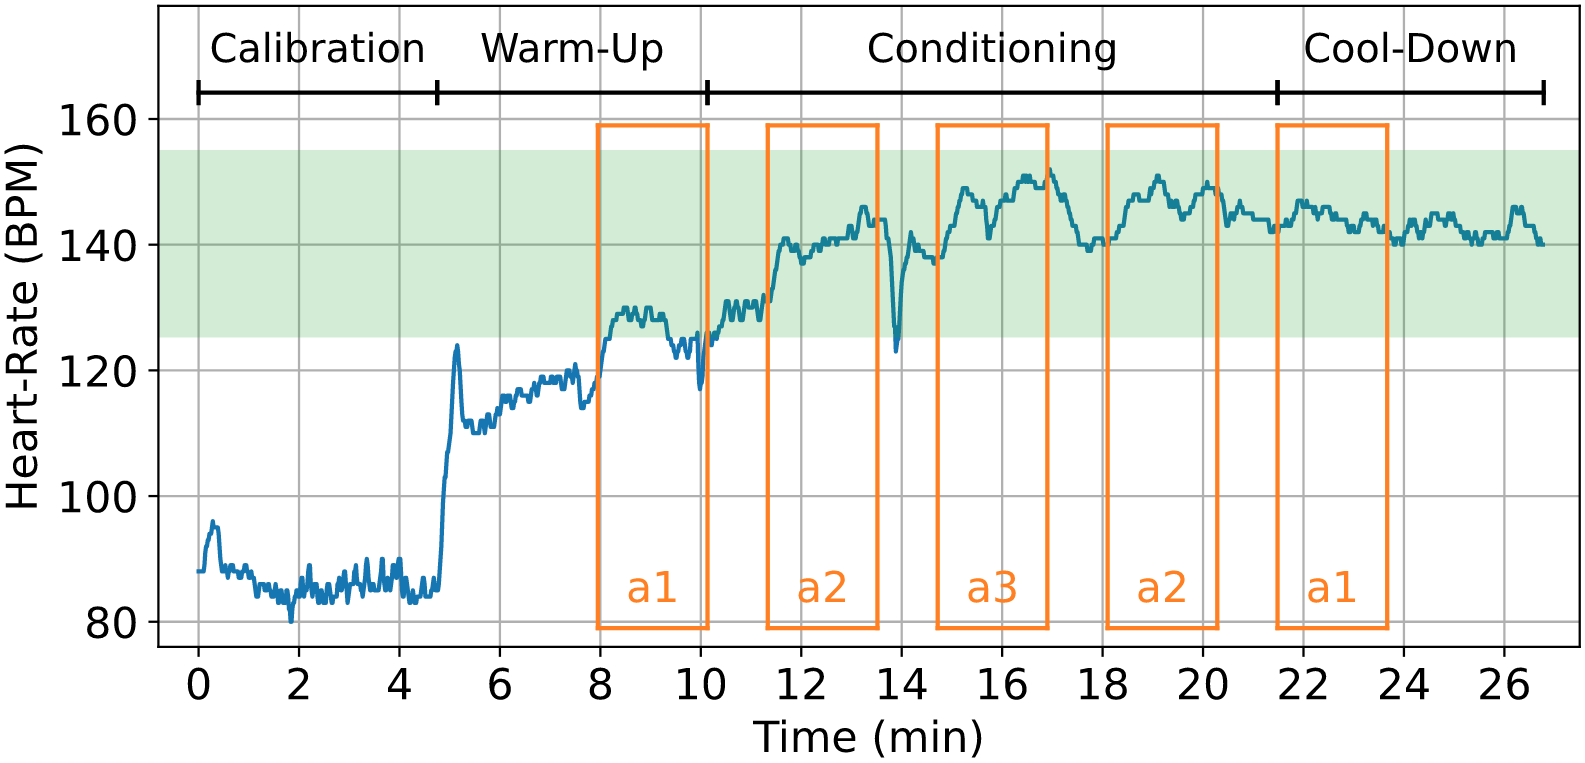 Calibration Warm-Up Conditioning Cool-Down
160
140
120
100
80
Heart-Rate (BPM)
a1 a2 a3 a2 a1
0 2 4 6 8 10 12 14 16 18 20 22 24 26
Time (min)